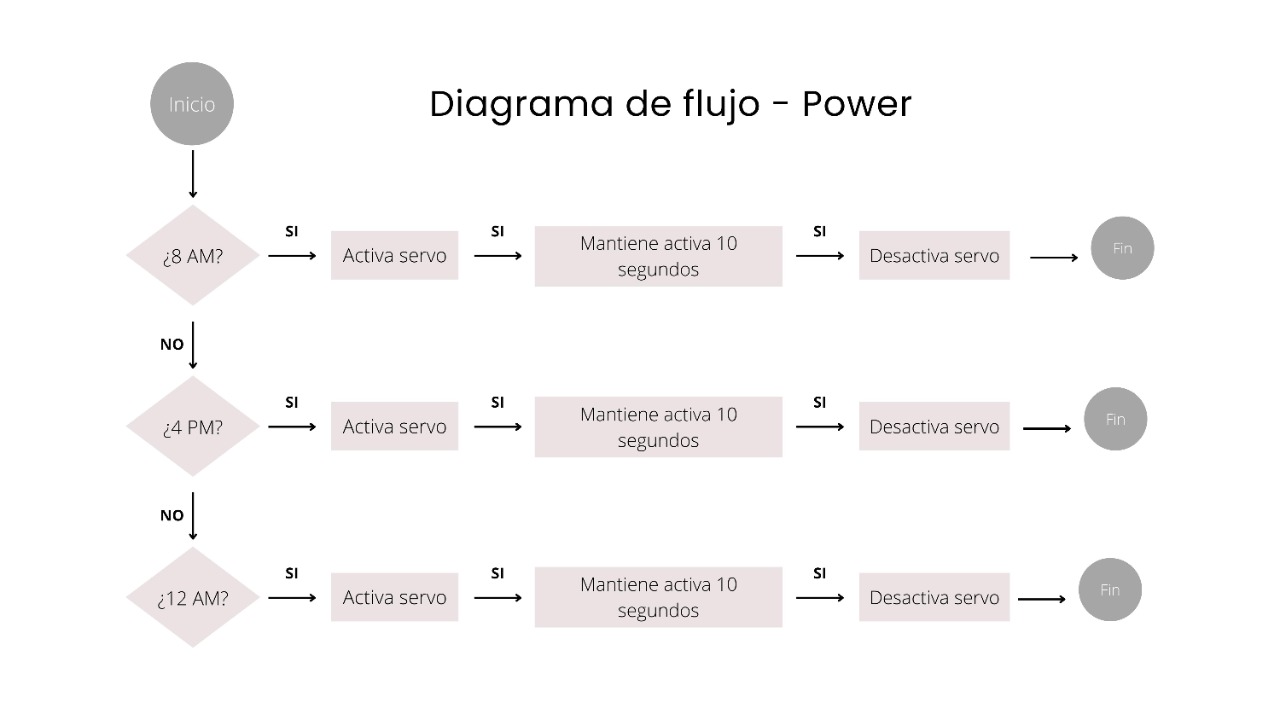 Inicio
Diagrama de flujo - Power
¿8 AM?
SI
Activa servo
SI
Mantiene activa 10
segundos
SI
Desactiva servo
Fin
NO
¿4 PM?
SI
Activa servo
SI
Mantiene activa 10
segundos
SI
Desactiva servo
Fin
NO
¿12 AM?
SI
Activa servo
SI
Mantiene activa 10
segundos
SI
Desactiva servo
Fin